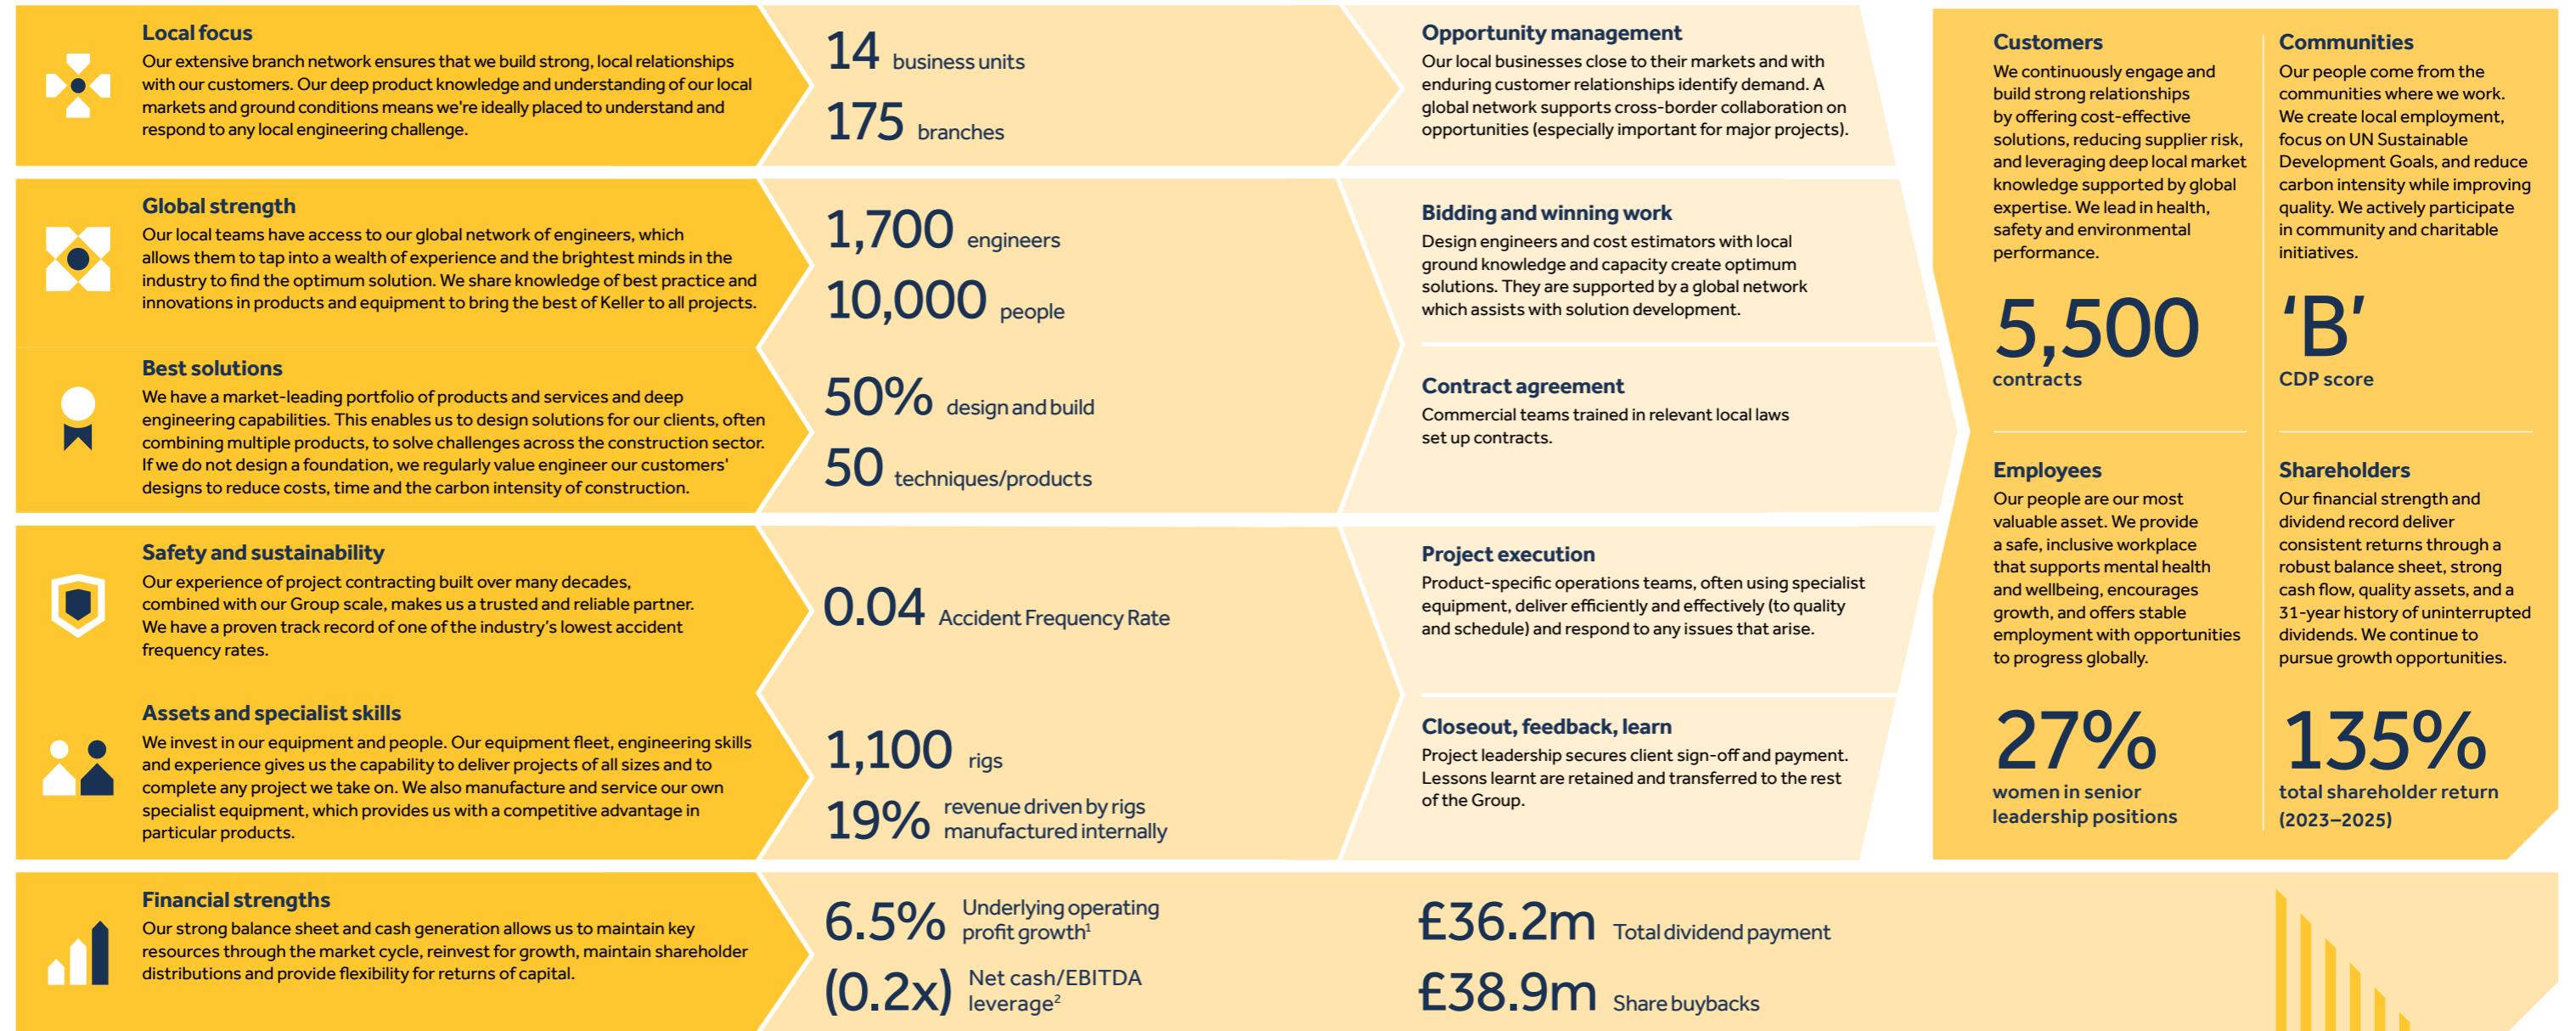 Local focus
Our extensive branch network ensures that we build strong, local relationships
with our customers. Our deep product knowledge and understanding of our local
markets and ground conditions means we're ideally placed to understand and
respond to any local engineering challenge.
14 business units
175 branches
Opportunity management
Our local businesses close to their markets and with
enduring customer relationships identify demand. A
global network supports cross-border collaboration on
opportunities (especially important for major projects).
Global strength
Our local teams have access to our global network of engineers, which
allows them to tap into a wealth of experience and the brightest minds in the
industry to find the optimum solution. We share knowledge of best practice and
innovations in products and equipment to bring the best of Keller to all projects.
1,700 engineers
10,000 people
Bidding and winning work
Design engineers and cost estimators with local
ground knowledge and capacity create optimum
solutions. They are supported by a global network
which assists with solution development.
Best solutions
We have a market-leading portfolio of products and services and deep
engineering capabilities. This enables us to design solutions for our clients, often
combining multiple products, to solve challenges across the construction sector.
If we do not design a foundation, we regularly value engineer our customers'
designs to reduce costs, time and the carbon intensity of construction.
50% design and build
50 techniques/products
Contract agreement
Commercial teams trained in relevant local laws
set up contracts.
Safety and sustainability
Our experience of project contracting built over many decades,
combined with our Group scale, makes us a trusted and reliable partner.
We have a proven track record of one of the industry's lowest accident
frequency rates.
0.04 Accident Frequency Rate
Project execution
Product-specific operations teams, often using specialist
equipment, deliver efficiently and effectively (to quality
and schedule) and respond to any issues that arise.
Assets and specialist skills
We invest in our equipment and people. Our equipment fleet, engineering skills
and experience gives us the capability to deliver projects of all sizes and to
complete any project we take on. We also manufacture and service our own
specialist equipment, which provides us with a competitive advantage in
particular products.
1,100 rigs
19% revenue driven by rigs
manufactured internally
Closeout, feedback, learn
Project leadership secures client sign-off and payment.
Lessons learnt are retained and transferred to the rest
of the Group.
Customers
We continuously engage and
build strong relationships
by offering cost-effective
solutions, reducing supplier risk,
and leveraging deep local market
knowledge supported by global
expertise. We lead in health,
safety and environmental
performance.
5,500
contracts
Communities
Our people come from the
communities where we work.
We create local employment,
focus on UN Sustainable
Development Goals, and reduce
carbon intensity while improving
quality. We actively participate
in community and charitable
initiatives.
‘B’
CDP score
Employees
Our people are our most
valuable asset. We provide
a safe, inclusive workplace
that supports mental health
and wellbeing, encourages
growth, and offers stable
employment with opportunities
to progress globally.
27%
women in senior
leadership positions
Shareholders
Our financial strength and
dividend record deliver
consistent returns through a
robust balance sheet, strong
cash flow, quality assets, and a
31-year history of uninterrupted
dividends. We continue to
pursue growth opportunities.
135%
total shareholder return
(2023–2025)
Financial strengths
Our strong balance sheet and cash generation allows us to maintain key
resources through the market cycle, reinvest for growth, maintain shareholder
distributions and provide flexibility for returns of capital.
6.5% Underlying operating
profit growth¹
(0.2x) Net cash/EBITDA
leverage²
£36.2m Total dividend payment
£38.9m Share buybacks